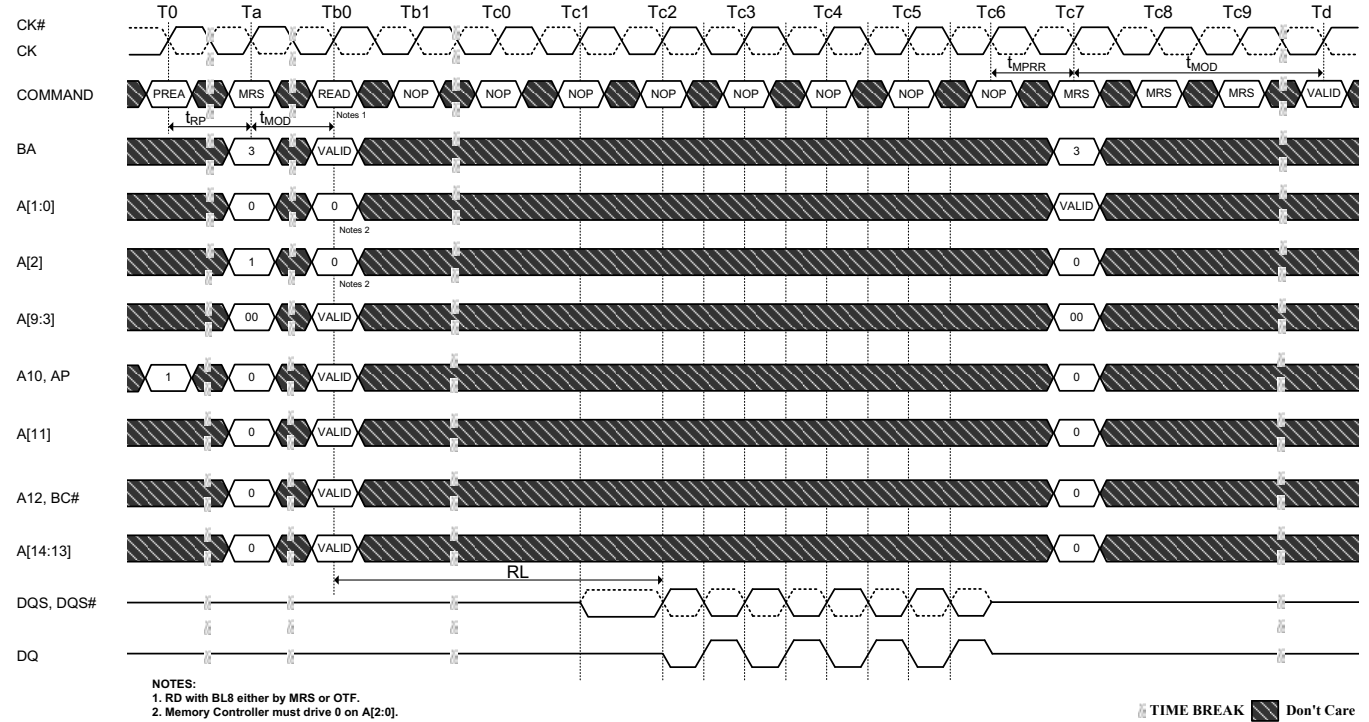 T0 Ta Tb0 Tb1 Tc0 Tc1 Tc2 Tc3 Tc4 Tc5 Tc6 Tc7 Tc8 Tc9 Td
CK#
CK
tMPRR tMOD
COMMAND PREA MRS READ NOP NOP NOP NOP NOP NOP NOP NOP MRS MRS MRS VALID
tRP tMOD Notes 1
BA 3 VALID 3
A[1:0] 0 0 VALID
Notes 2
A[2] 1 0 0
Notes 2
A[9:3] 00 VALID 00
A10, AP 1 0 VALID 0
A[11] 0 VALID 0
A12, BC# 0 VALID 0
A[14:13] 0 VALID 0
RL
DQS, DQS#
DQ
NOTES:
1. RD with BL8 either by MRS or OTF.
2. Memory Controller must drive 0 on A[2:0].
TIME BREAK Don't Care